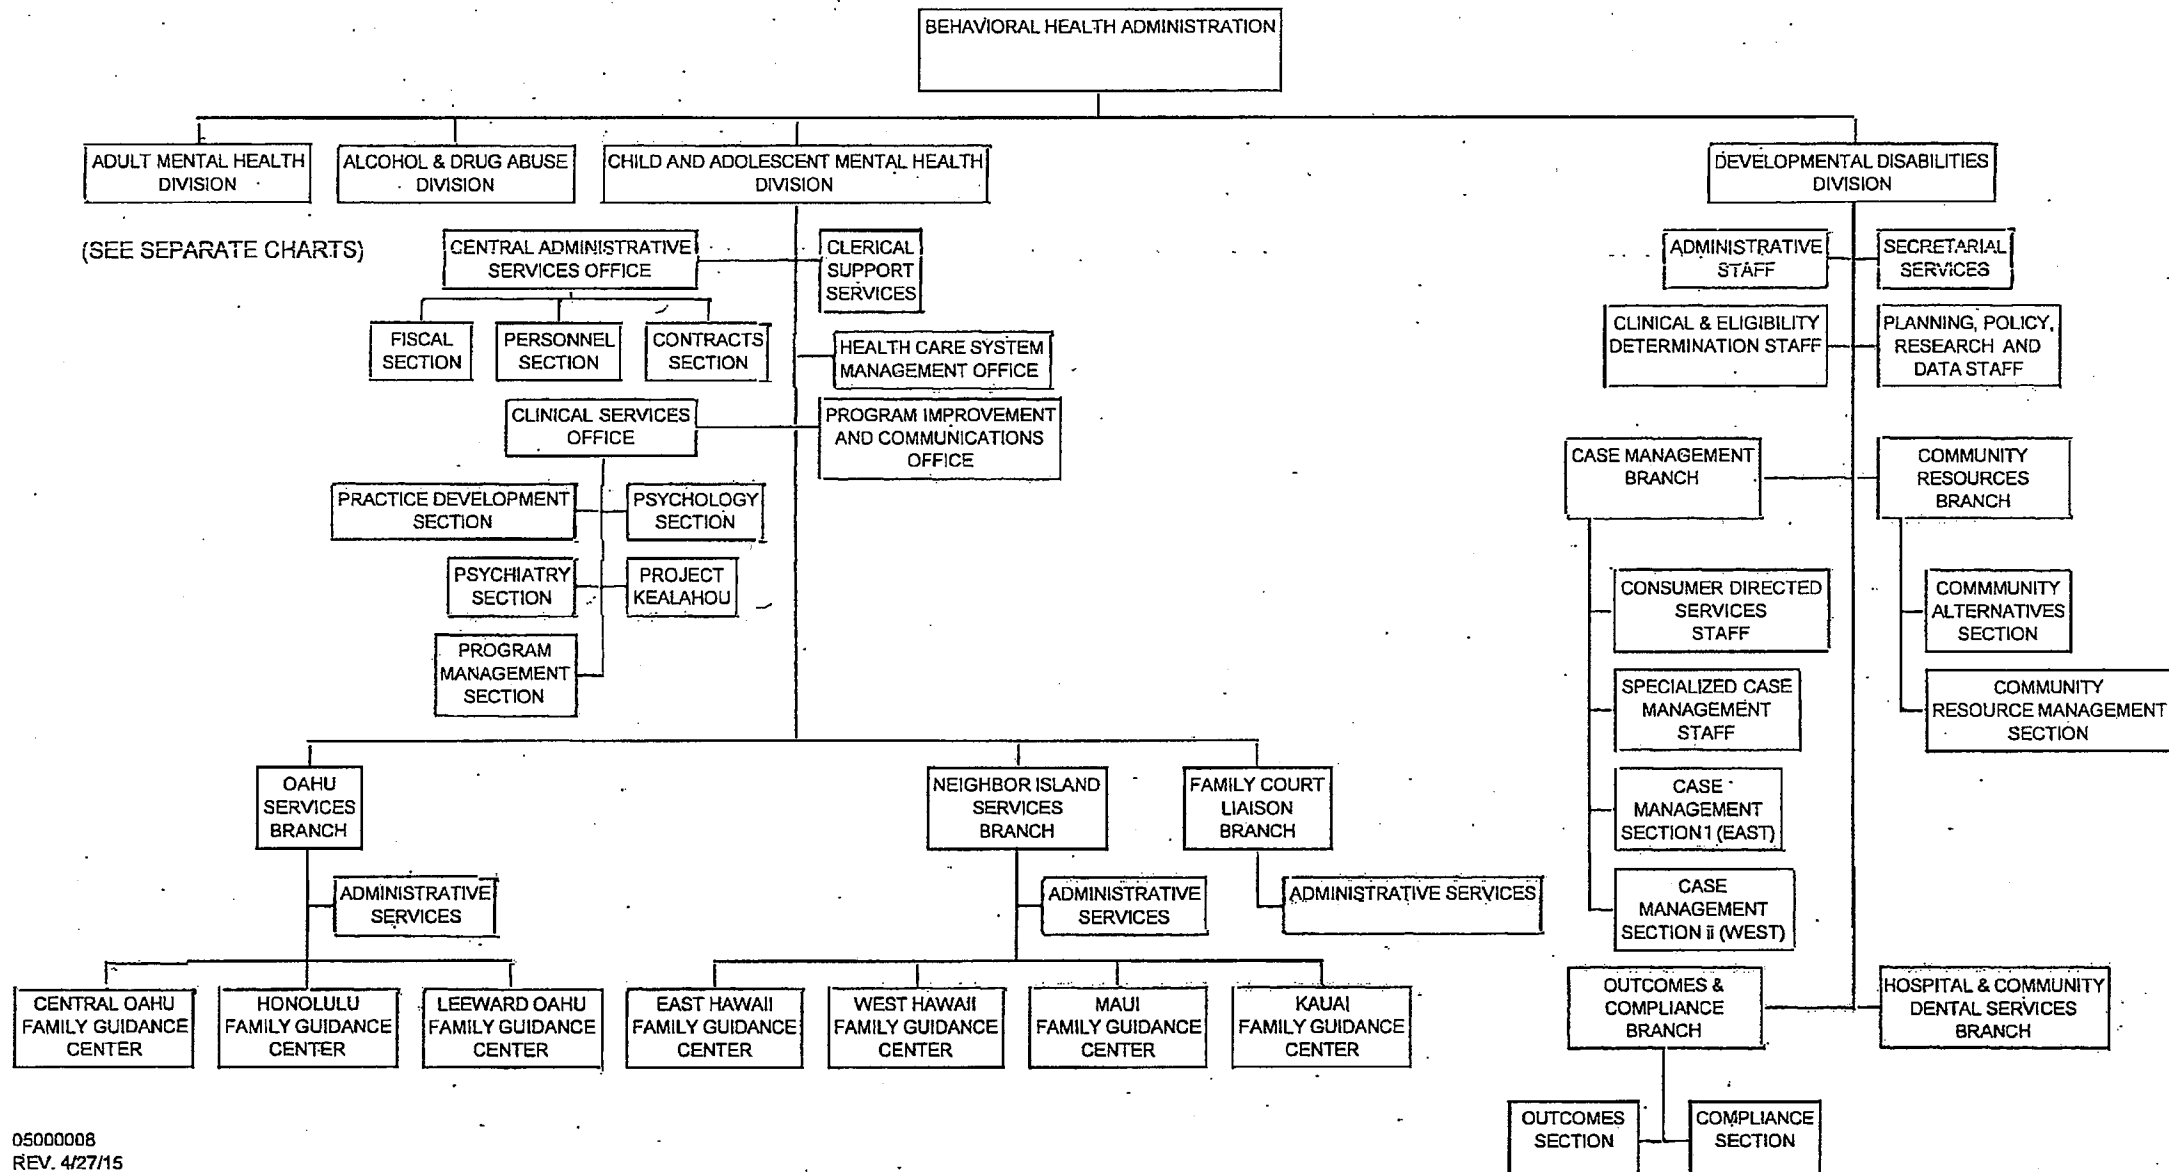 BEHAVIORAL HEALTH ADMINISTRATION
ADULT MENTAL HEALTH
DIVISION
ALCOHOL & DRUG ABUSE
DIVISION
CHILD AND ADOLESCENT MENTAL HEALTH
DIVISION
DEVELOPMENTAL DISABILITIES
DIVISION
(SEE SEPARATE CHARTS)
CENTRAL ADMINISTRATIVE
SERVICES OFFICE
CLERICAL
SUPPORT
SERVICES
FISCAL
SECTION
PERSONNEL
SECTION
CONTRACTS
SECTION
HEALTH CARE SYSTEM
MANAGEMENT OFFICE
CLINICAL SERVICES
OFFICE
PROGRAM IMPROVEMENT
AND COMMUNICATIONS
OFFICE
PRACTICE DEVELOPMENT
SECTION
PSYCHOLOGY
SECTION
PSYCHIATRY
SECTION
PROJECT
KEALAHOU
PROGRAM
MANAGEMENT
SECTION
OAHU
SERVICES
BRANCH
NEIGHBOR ISLAND
SERVICES
BRANCH
FAMILY COURT
LIAISON
BRANCH
ADMINISTRATIVE
SERVICES
ADMINISTRATIVE
SERVICES
ADMINISTRATIVE SERVICES
CENTRAL OAHU
FAMILY GUIDANCE
CENTER
HONOLULU
FAMILY GUIDANCE
CENTER
LEEWARD OAHU
FAMILY GUIDANCE
CENTER
EAST HAWAII
FAMILY GUIDANCE
CENTER
WEST HAWAII
FAMILY GUIDANCE
CENTER
MAUI
FAMILY GUIDANCE
CENTER
KAUAI
FAMILY GUIDANCE
CENTER
ADMINISTRATIVE
STAFF
SECRETARIAL
SERVICES
CLINICAL & ELIGIBILITY
DETERMINATION STAFF
PLANNING, POLICY,
RESEARCH AND
DATA STAFF
CASE MANAGEMENT
BRANCH
COMMUNITY
RESOURCES
BRANCH
CONSUMER DIRECTED
SERVICES
STAFF
COMMMUNITY
ALTERNATIVES
SECTION
SPECIALIZED CASE
MANAGEMENT
STAFF
COMMUNITY
RESOURCE MANAGEMENT
SECTION
CASE
MANAGEMENT
SECTION I (EAST)
CASE
MANAGEMENT
SECTION ii (WEST)
OUTCOMES &
COMPLIANCE
BRANCH
HOSPITAL & COMMUNITY
DENTAL SERVICES
BRANCH
OUTCOMES
SECTION
COMPLIANCE
SECTION
05000008
REV. 4/27/15